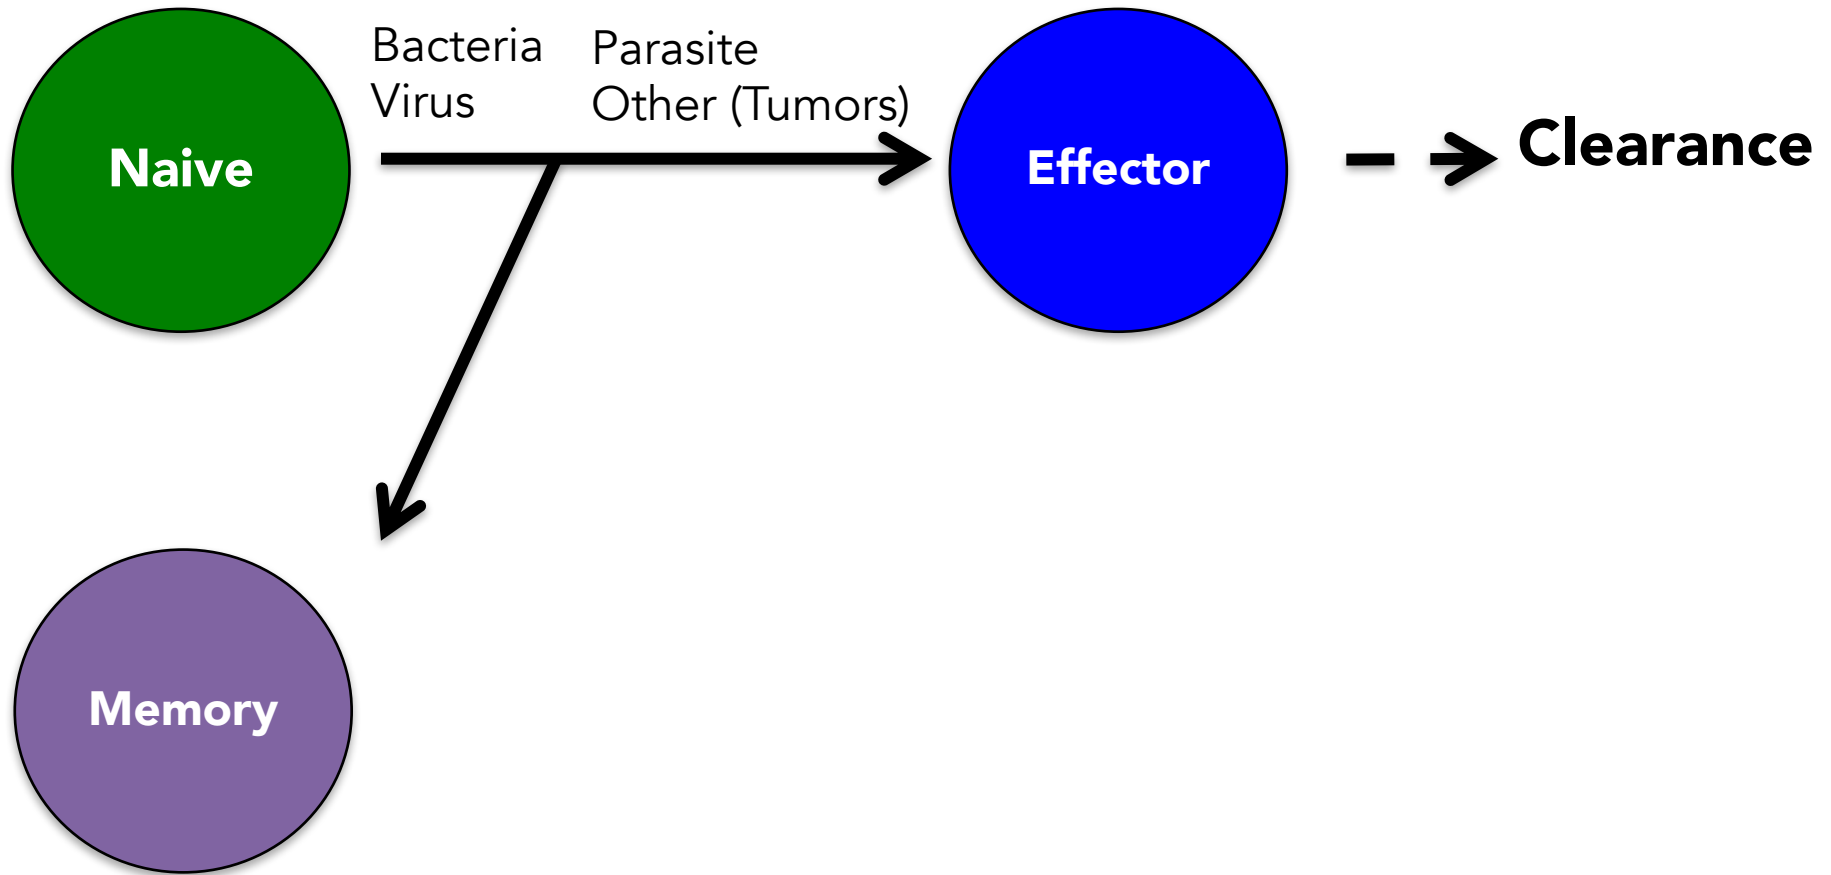 Naive
Bacteria
Virus
Parasite
Other (Tumors)
Effector
Clearance
Memory